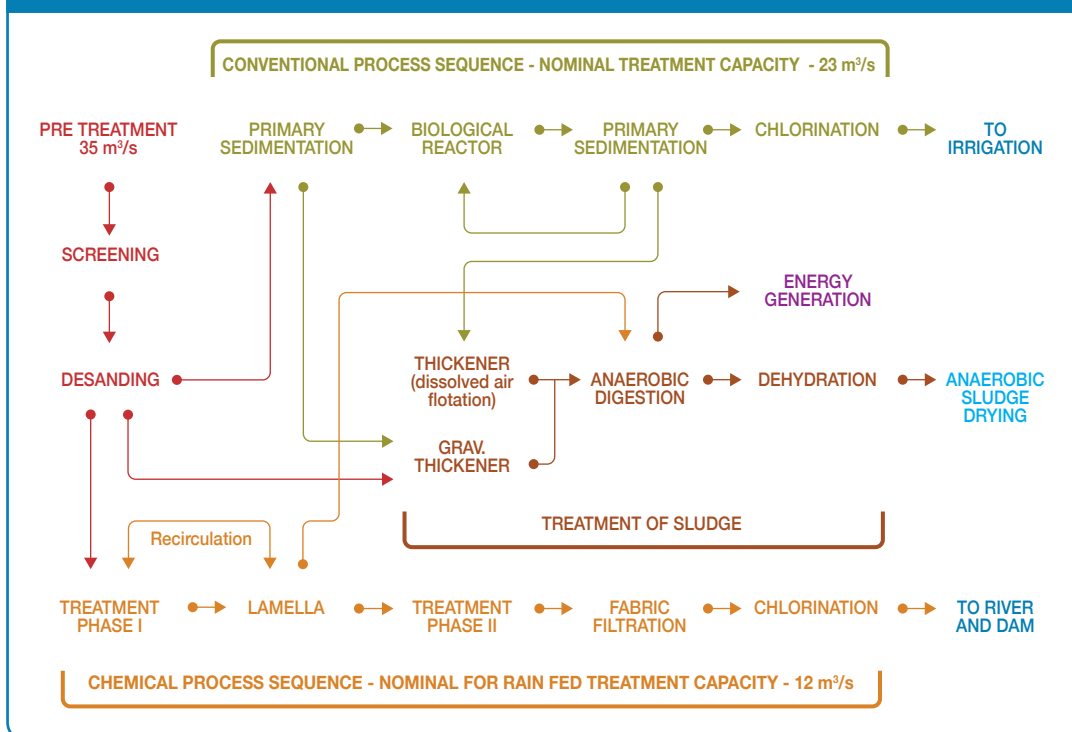 CONVENTIONAL PROCESS SEQUENCE - NOMINAL TREATMENT CAPACITY - 23 m³/s
PRE TREATMENT
35 m³/s
PRIMARY
SEDIMENTATION
BIOLOGICAL
REACTOR
PRIMARY
SEDIMENTATION
CHLORINATION
TO
IRRIGATION
SCREENING
ENERGY
GENERATION
DESANDING
THICKENER
(dissolved air
flotation)
ANAEROBIC
DIGESTION
DEHYDRATION
ANAEROBIC
SLUDGE
DRYING
GRAV.
THICKENER
TREATMENT OF SLUDGE
Recirculation
TREATMENT
PHASE I
LAMELLA
TREATMENT
PHASE II
FABRIC
FILTRATION
CHLORINATION
TO RIVER
AND DAM
CHEMICAL PROCESS SEQUENCE - NOMINAL FOR RAIN FED TREATMENT CAPACITY - 12 m³/s